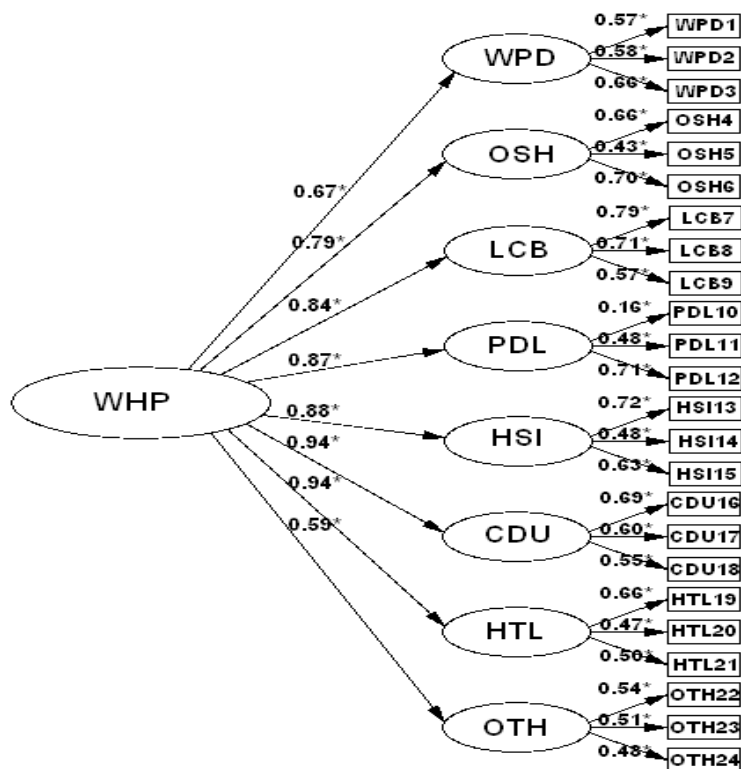 0.57*
WPD1
WPD
0.58*
WPD2
0.66*
WPD3
0.66*
OSH4
OSH
0.43*
OSH5
0.70*
OSH6
0.67*
0.79*
LCB7
0.79*
LCB
0.71*
LCB8
0.57*
LCB9
0.84*
0.16*
PDL10
PDL
0.48*
PDL11
0.87*
0.71*
PDL12
WHP
0.88*
0.72*
HSI13
HSI
0.48*
HSI14
0.94*
0.63*
HSI15
0.94*
0.69*
CDU16
0.59*
CDU
0.60*
CDU17
0.55*
CDU18
0.66*
HTL19
HTL
0.47*
HTL20
0.50*
HTL21
0.54*
OTH22
OTH
0.51*
OTH23
0.48*
OTH24